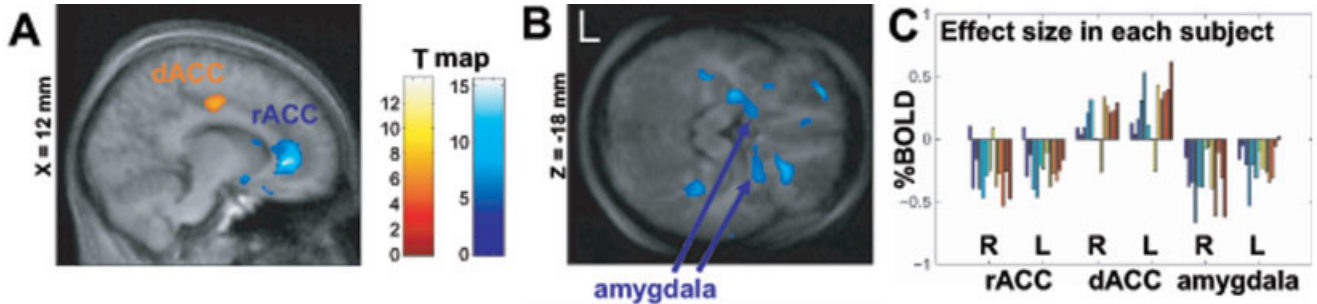 A
X = 12 mm
dACC
rACC
T map
12
10
8
6
4
2
0
15
10
5
0
B
L
Z = -18 mm
amygdala
C
Effect size in each subject
%BOLD
1
0.5
0
-0.5
-1
R L R L R L
rACC dACC amygdala